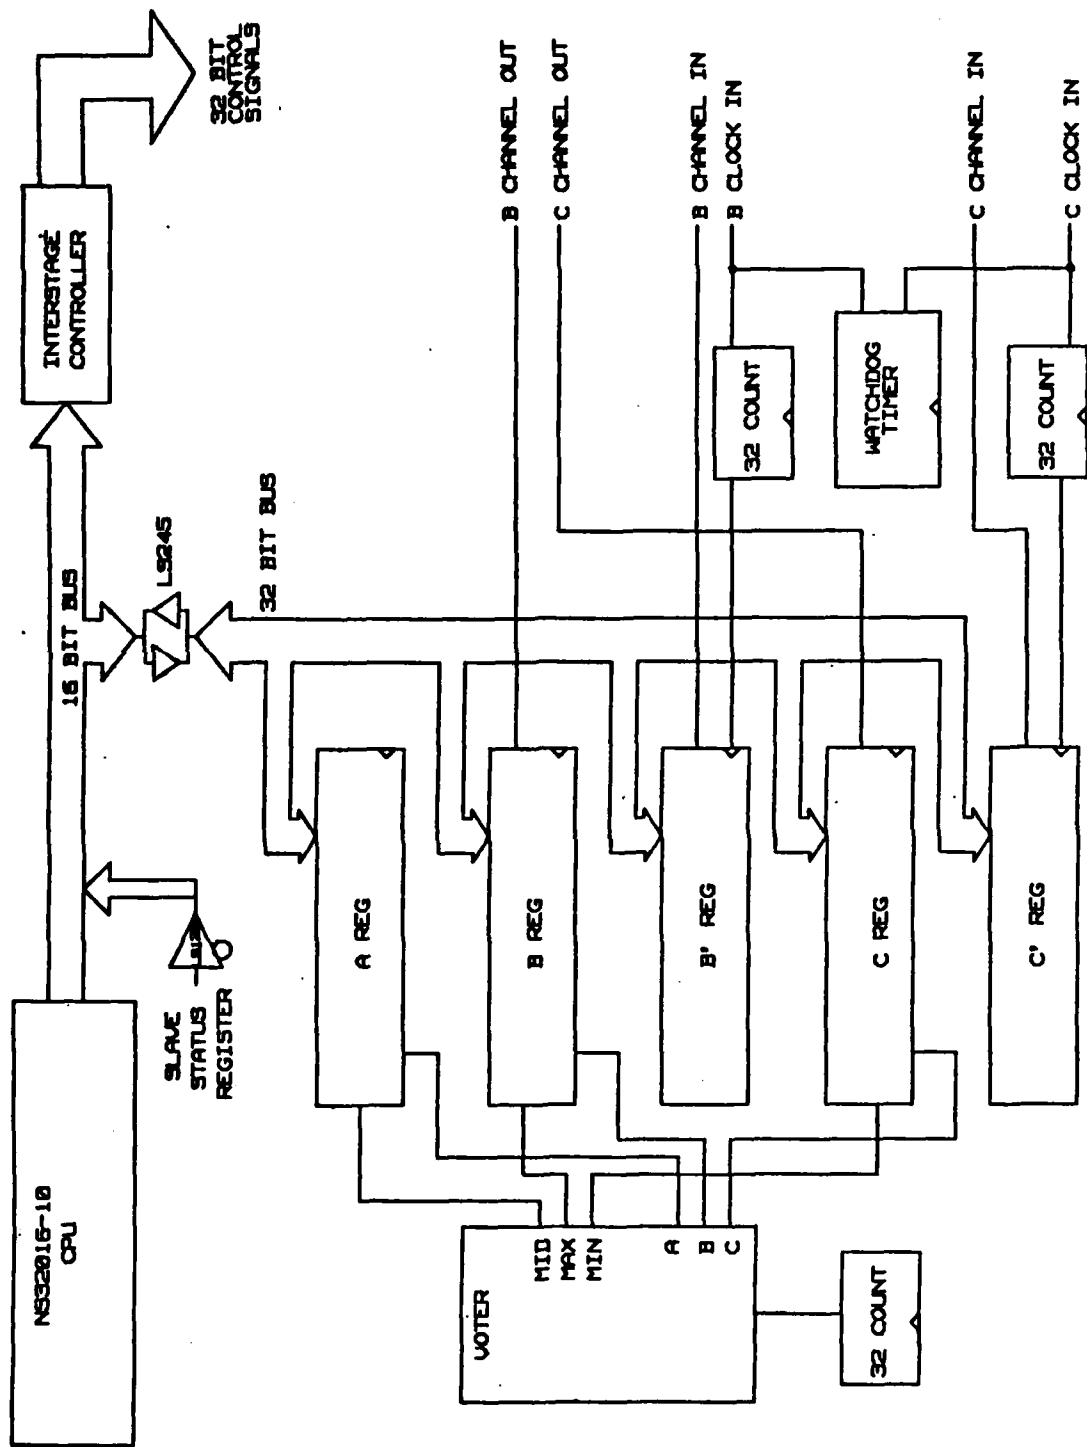 NS32016-10
CPU
16 BIT BUS
INTERSTAGE
CONTROLLER
32 BIT
CONTROL
SIGNALS
SLAVE
STATUS
REGISTER
LS245
32 BIT BUS
A REG
B REG
B' REG
C REG
C' REG
VOTER
MID
MAX
MIN
A
B
C
32 COUNT
B CHANNEL OUT
C CHANNEL OUT
B CHANNEL IN
B CLOCK IN
32 COUNT
WATCHDOG
TIMER
C CHANNEL IN
32 COUNT
C CLOCK IN